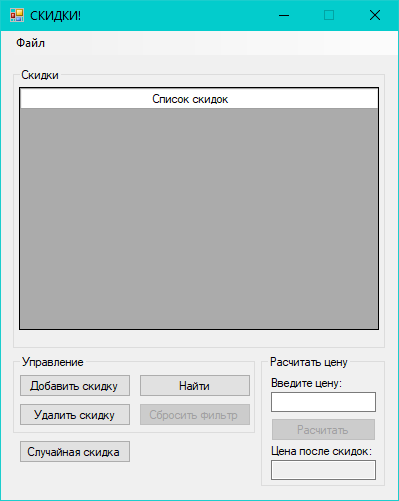 СКИДКИ!
Файл
Скидки
Список скидок
Управление
Добавить скидку
Найти
Удалить скидку
Сбросить фильтр
Случайная скидка
Расчитать цену
Введите цену:
Расчитать
Цена после скидок: